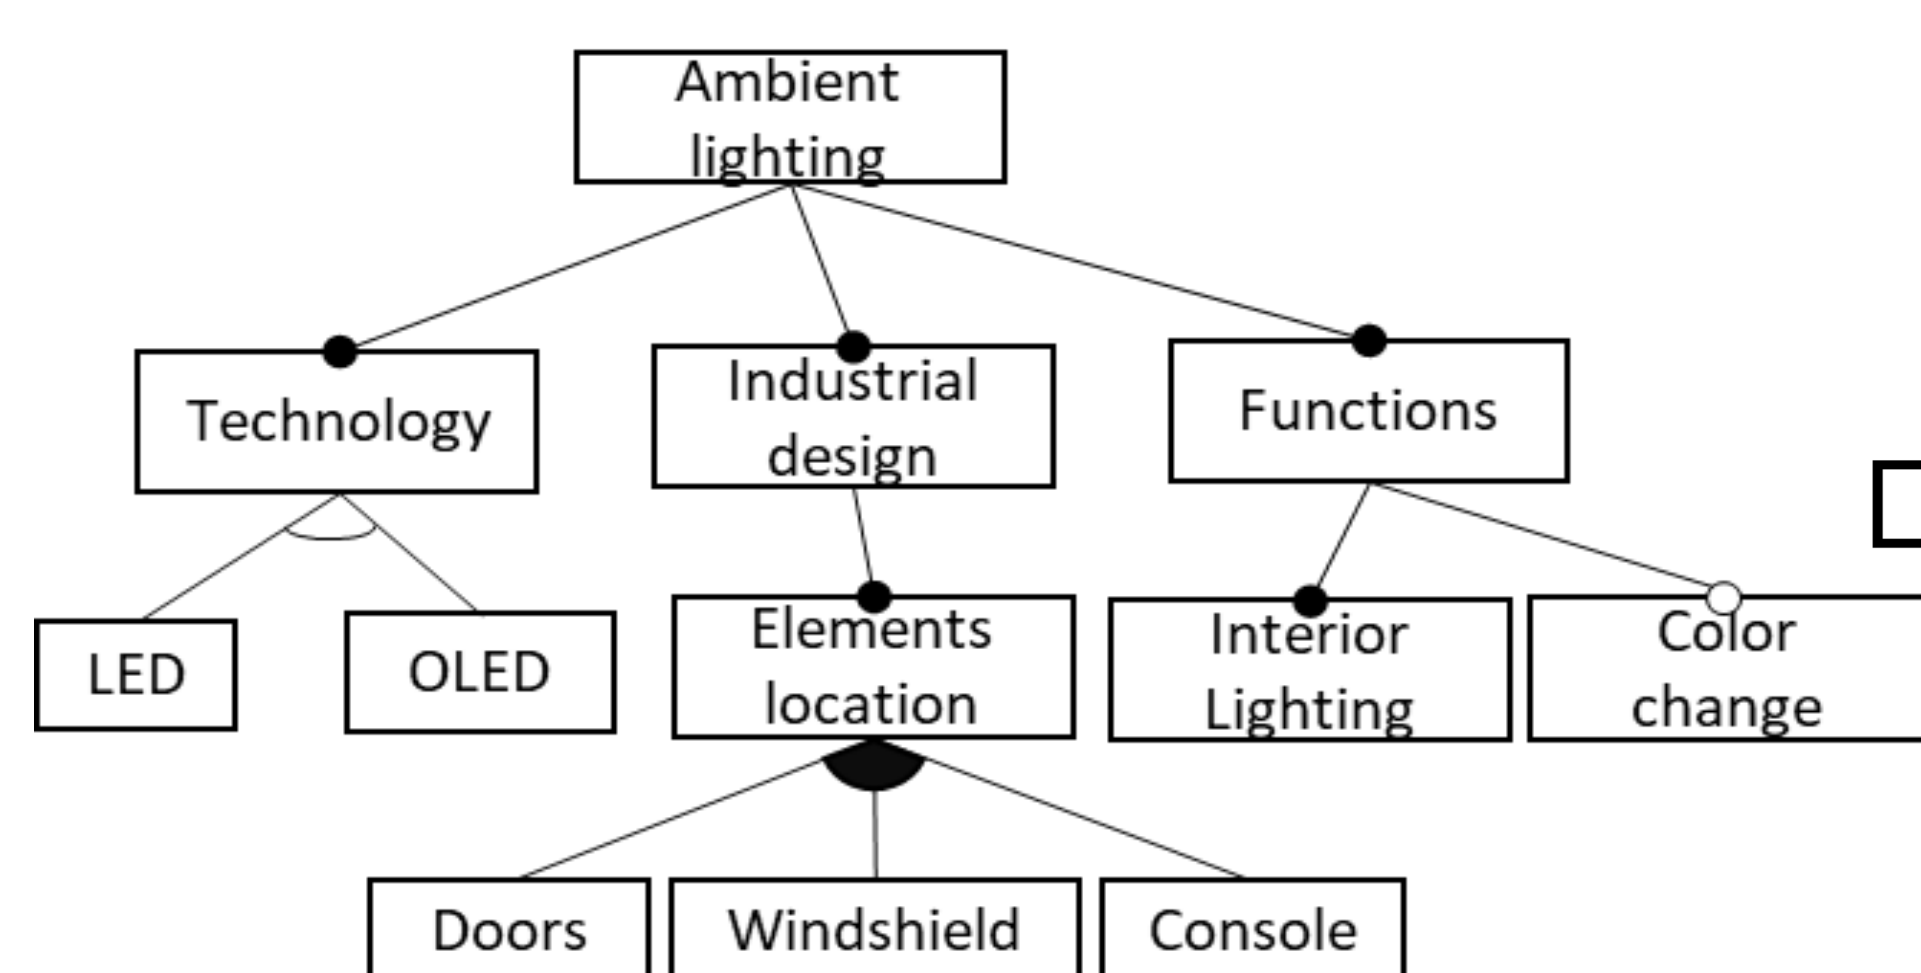 Ambient
lighting
Technology
Industrial
design
Functions
LED
OLED
Elements
location
Interior
Lighting
Color
change
Doors
Windshield
Console